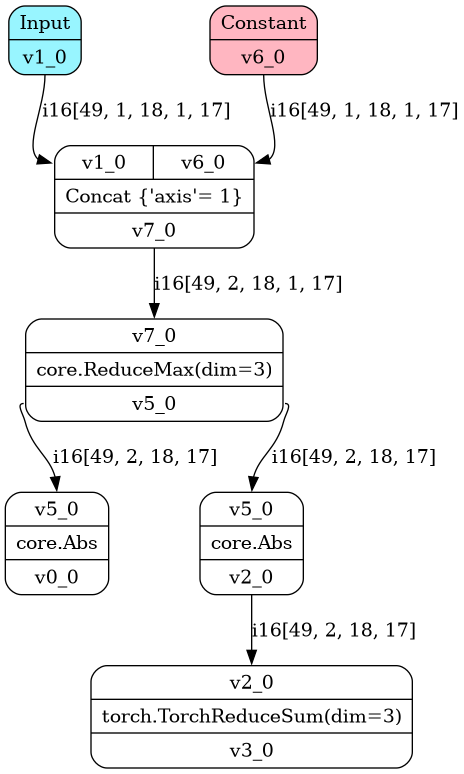 Input
v1_0
Constant
v6_0
i16[49, 1, 18, 1, 17]
i16[49, 1, 18, 1, 17]
v1_0
v6_0
Concat {'axis'= 1}
v7_0
i16[49, 2, 18, 1, 17]
v7_0
core.ReduceMax(dim=3)
v5_0
i16[49, 2, 18, 17]
i16[49, 2, 18, 17]
v5_0
core.Abs
v0_0
v5_0
core.Abs
v2_0
i16[49, 2, 18, 17]
v2_0
torch.TorchReduceSum(dim=3)
v3_0